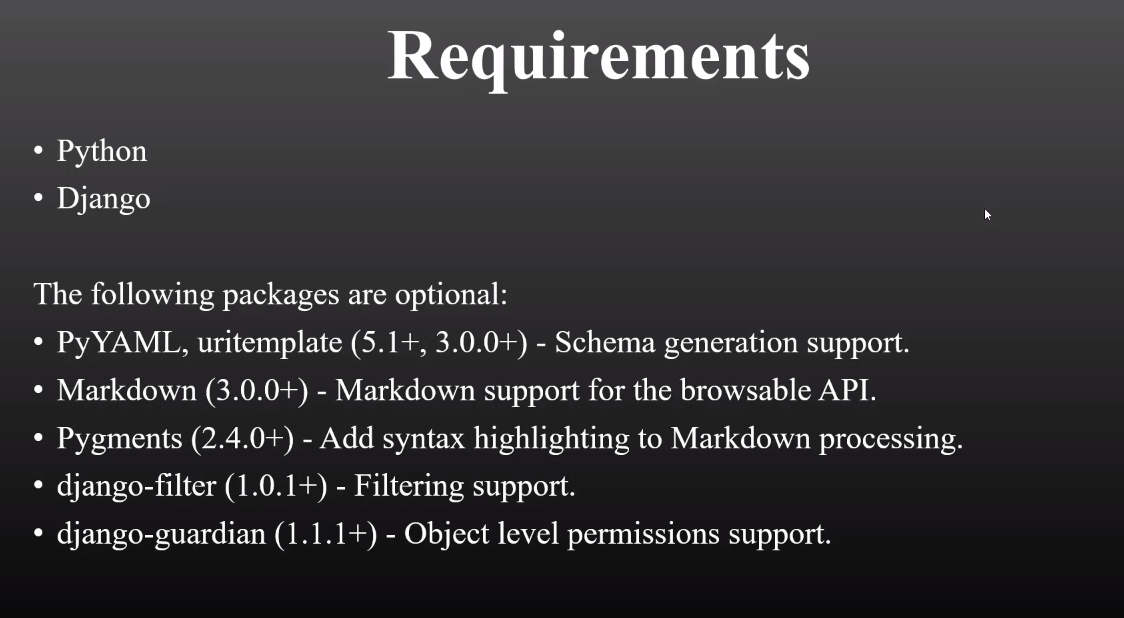 Requirements
• Python
• Django
The following packages are optional:
• PyYAML, uritemplate (5.1+, 3.0.0+) - Schema generation support.
• Markdown (3.0.0+) - Markdown support for the browsable API.
• Pygments (2.4.0+) - Add syntax highlighting to Markdown processing.
• django-filter (1.0.1+) - Filtering support.
• django-guardian (1.1.1+) - Object level permissions support.